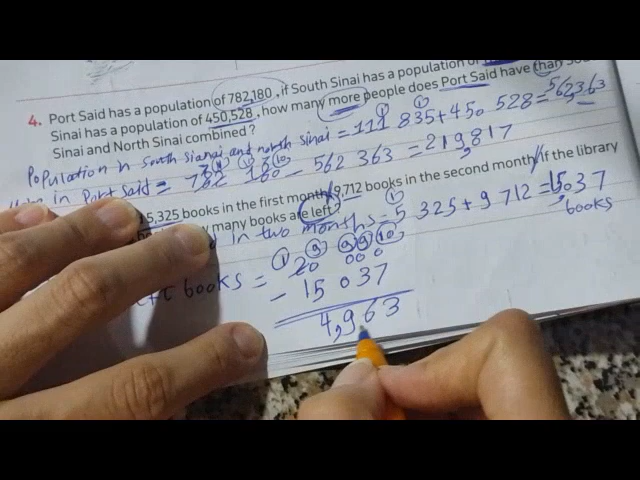 4. Port Said has a population of 782,180, if South Sinai has a population of
Sinai has a population of 450,528, how many more people does Port Said have than
Sinai and North Sinai combined?
Population in south and north sinai = 111 835 + 450 528 = 562,363
in Port Said = 782 180 - 562 363 = 219,817
5,325 books in the first month, 9,712 books in the second month, if the library
many books are left?
in two months = 5 325 + 9 712 = 15,037
books
books = 20 000
- 15 037
4,963